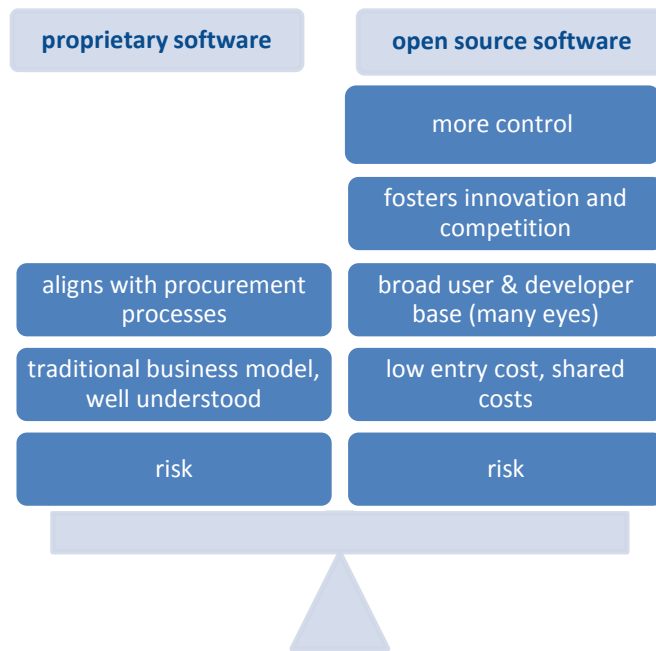 proprietary software
open source software
more control
fosters innovation and
competition
aligns with procurement
processes
broad user & developer
base (many eyes)
traditional business model,
well understood
low entry cost, shared
costs
risk
risk